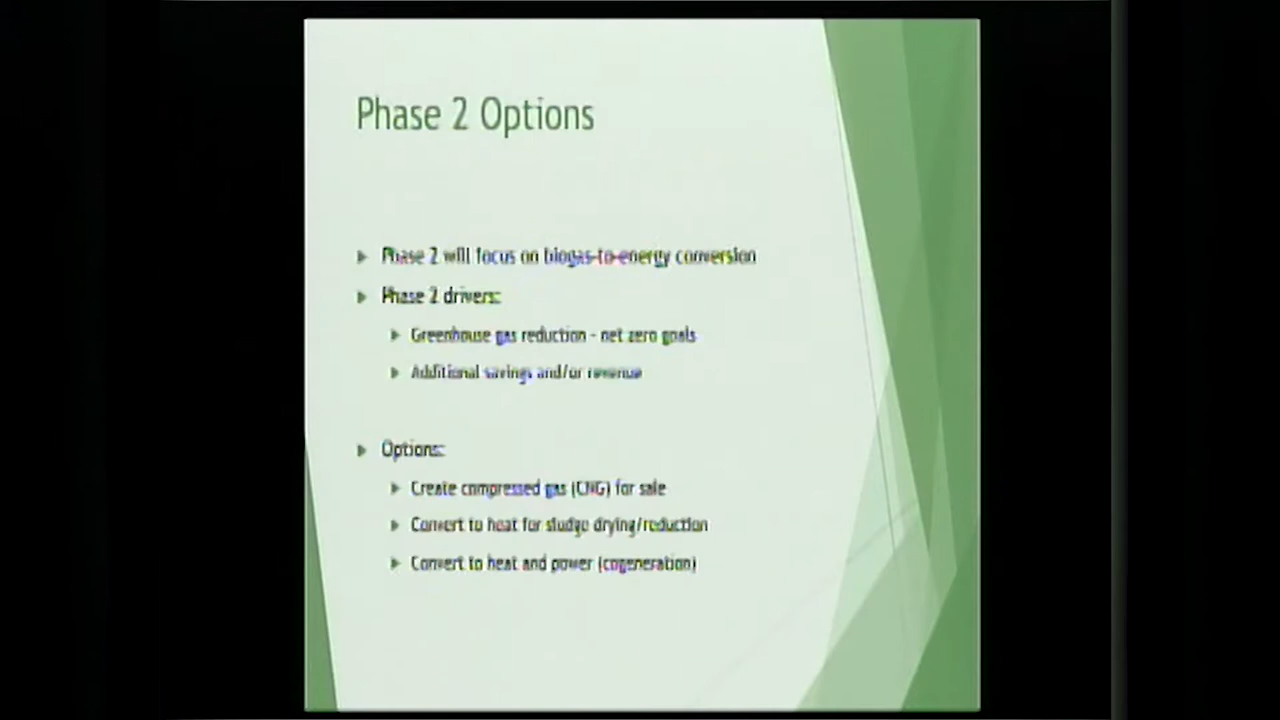 Phase 2 Options
Phase 2 will focus on biogas-to-energy conversion
Phase 2 drivers:
Greenhouse gas reduction - net zero goals
Additional savings and/or revenue
Options:
Create compressed gas (CNG) for sale
Convert to heat for sludge drying/reduction
Convert to heat and power (cogeneration)